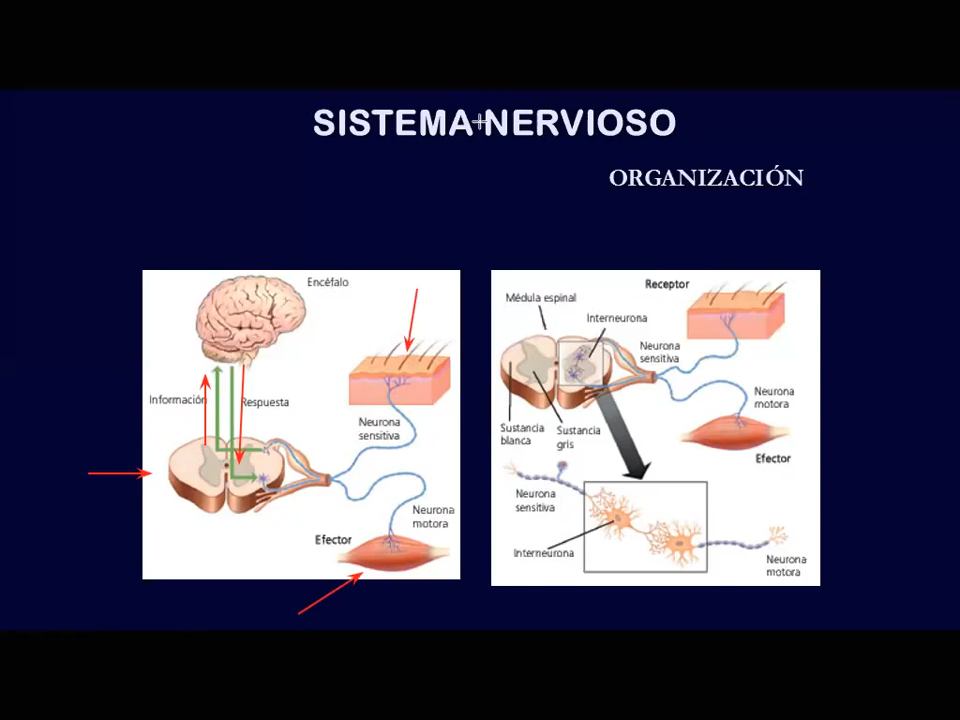 SISTEMA NERVIOSO
ORGANIZACIÓN
Encéfalo
Información
Respuesta
Neurona
sensitiva
Neurona
motora
Efector
Receptor
Médula espinal
Interneurona
Neurona
sensitiva
Neurona
motora
Sustancia
blanca
Sustancia
gris
Efector
Neurona
sensitiva
Interneurona
Neurona
motora